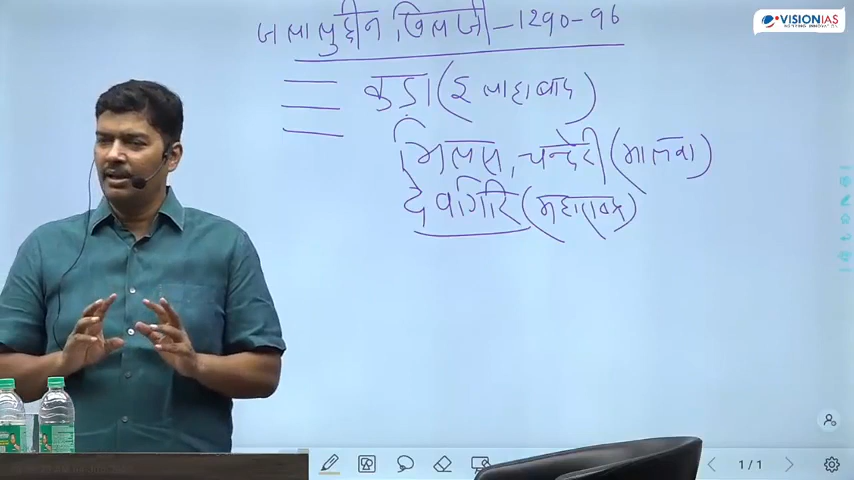 VISIONIAS
जलालुद्दीन खिलजी - 1290-96
कड़ा (इलाहाबाद)
भिलसा, चन्देरी (मालवा)
देवगिरि (महाराष्ट्र)
1/1